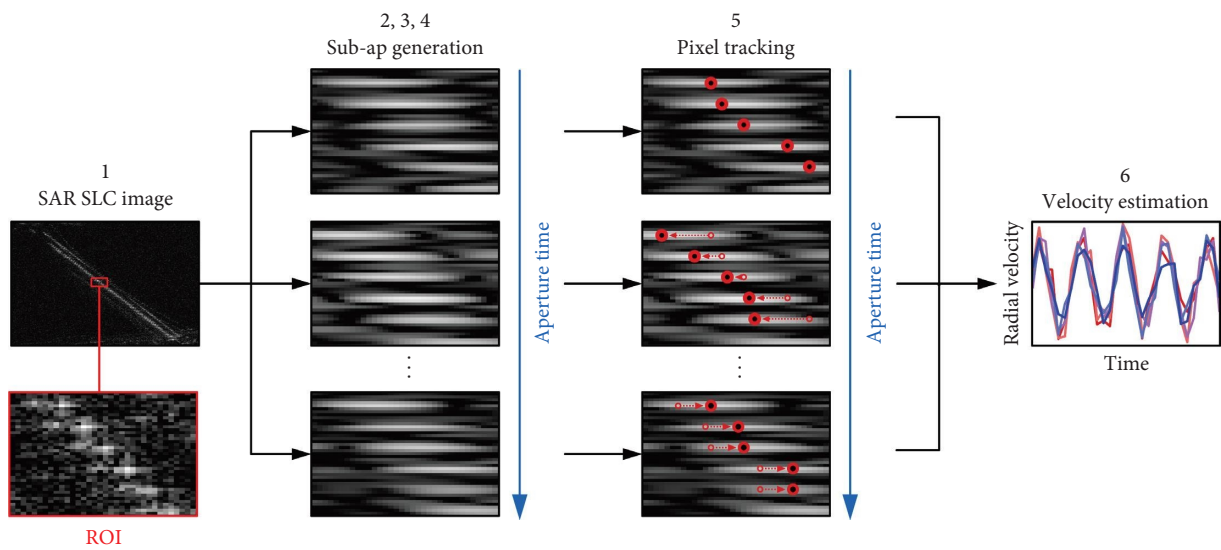 1
SAR SLC image
ROI
2, 3, 4
Sub-ap generation
Aperture time
5
Pixel tracking
Aperture time
6
Velocity estimation
Radial velocity
Time